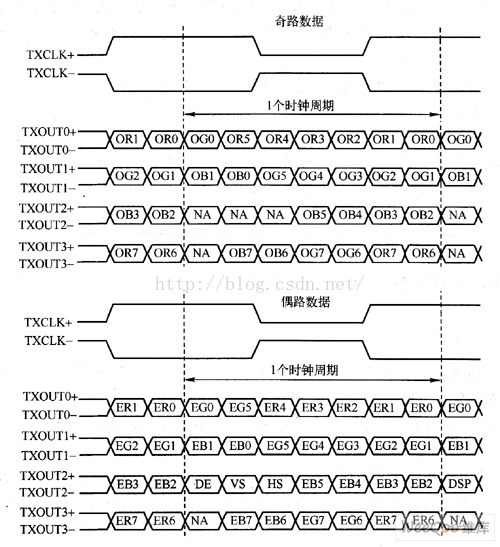 奇路数据
TXCLK+
TXCLK−
1个时钟周期
TXOUT0+
TXOUT0−
OR1 OR0 OG0 OR5 OR4 OR3 OR2 OR1 OR0 OG0
TXOUT1+
TXOUT1−
OG2 OG1 OB1 OB0 OG5 OG4 OG3 OG2 OG1 OB1
TXOUT2+
TXOUT2−
OB3 OB2 NA NA NA OB5 OB4 OB3 OB2 NA
TXOUT3+
TXOUT3−
OR7 OR6 NA OB7 OB6 OG7 OG6 OR7 OR6 NA
http://blog.csdn.net/
偶路数据
TXCLK+
TXCLK−
1个时钟周期
TXOUT0+
TXOUT0−
ER1 ER0 EG0 EG5 ER4 ER3 ER2 ER1 ER0 EG0
TXOUT1+
TXOUT1−
EG2 EG1 EB1 EB0 EG5 EG4 EG3 EG2 EG1 EB1
TXOUT2+
TXOUT2−
EB3 EB2 DE VS HS EB5 EB4 EB3 EB2 DSP
TXOUT3+
TXOUT3−
ER7 ER6 NA EB7 EB6 EG7 EG6 ER7 ER6 NA
维库